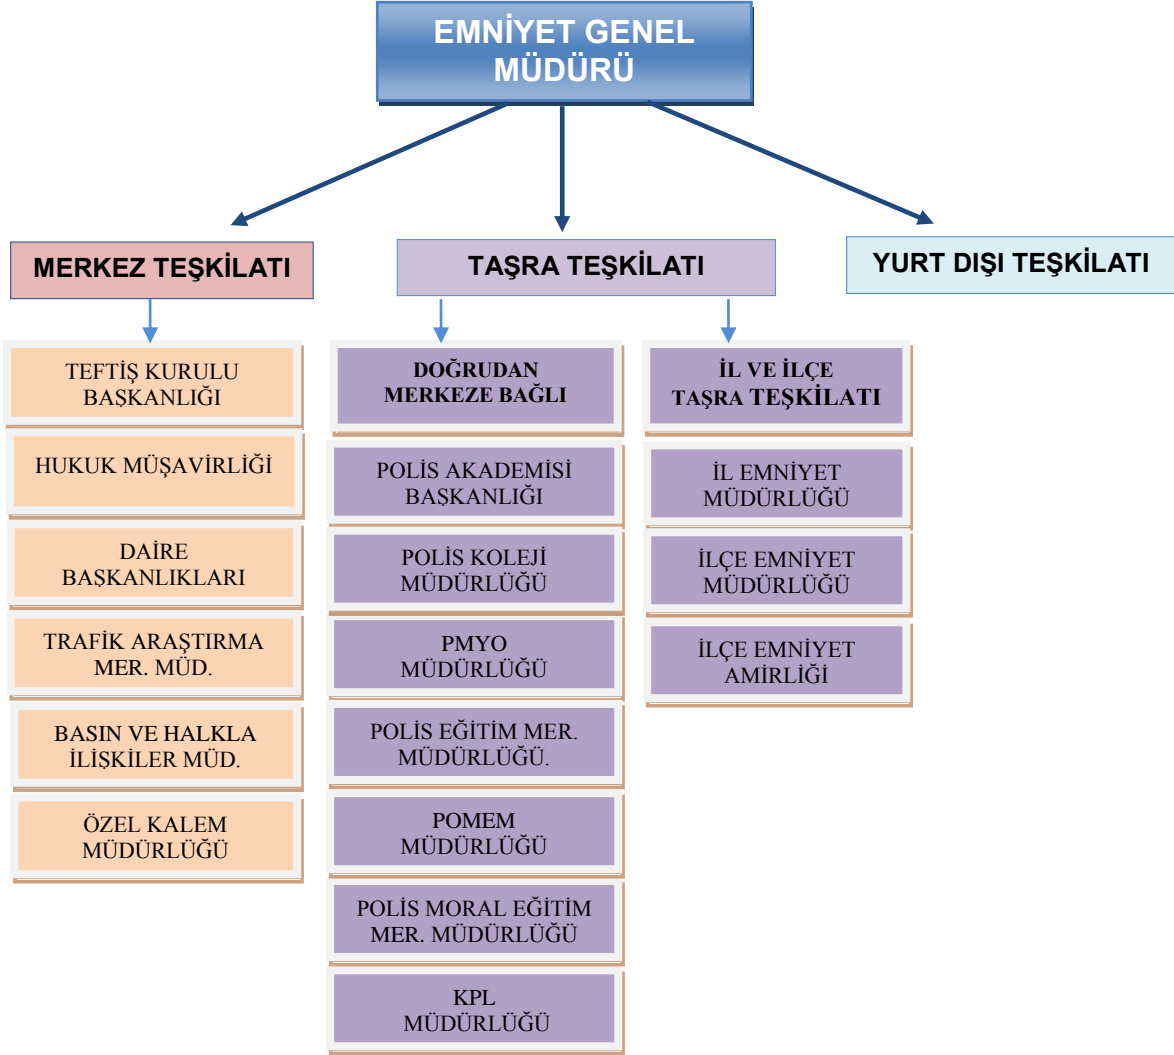 EMNİYET GENEL
MÜDÜRÜ
MERKEZ TEŞKİLATI
TAŞRA TEŞKİLATI
YURT DIŞI TEŞKİLATI
TEFTİŞ KURULU
BAŞKANLIĞI
HUKUK MÜŞAVİRLİĞİ
DAİRE
BAŞKANLIKLARI
TRAFİK ARAŞTIRMA
MER. MÜD.
BASIN VE HALKLA
İLİŞKİLER MÜD.
ÖZEL KALEM
MÜDÜRLÜĞÜ
DOĞRUDAN
MERKEZE BAĞLI
POLİS AKADEMİSİ
BAŞKANLIĞI
POLİS KOLEJİ
MÜDÜRLÜĞÜ
PMYO
MÜDÜRLÜĞÜ
POLİS EĞİTİM MER.
MÜDÜRLÜĞÜ.
POMEM
MÜDÜRLÜĞÜ
POLİS MORAL EĞİTİM
MER. MÜDÜRLÜĞÜ
KPL
MÜDÜRLÜĞÜ
İL VE İLÇE
TAŞRA TEŞKİLATI
İL EMNİYET
MÜDÜRLÜĞÜ
İLÇE EMNİYET
MÜDÜRLÜĞÜ
İLÇE EMNİYET
AMİRLİĞİ